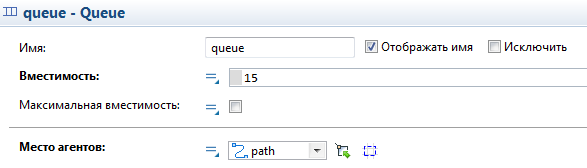 queue - Queue
Имя: queue Отображать имя Исключить
Вместимость: 15
Максимальная вместимость:
Место агентов: path